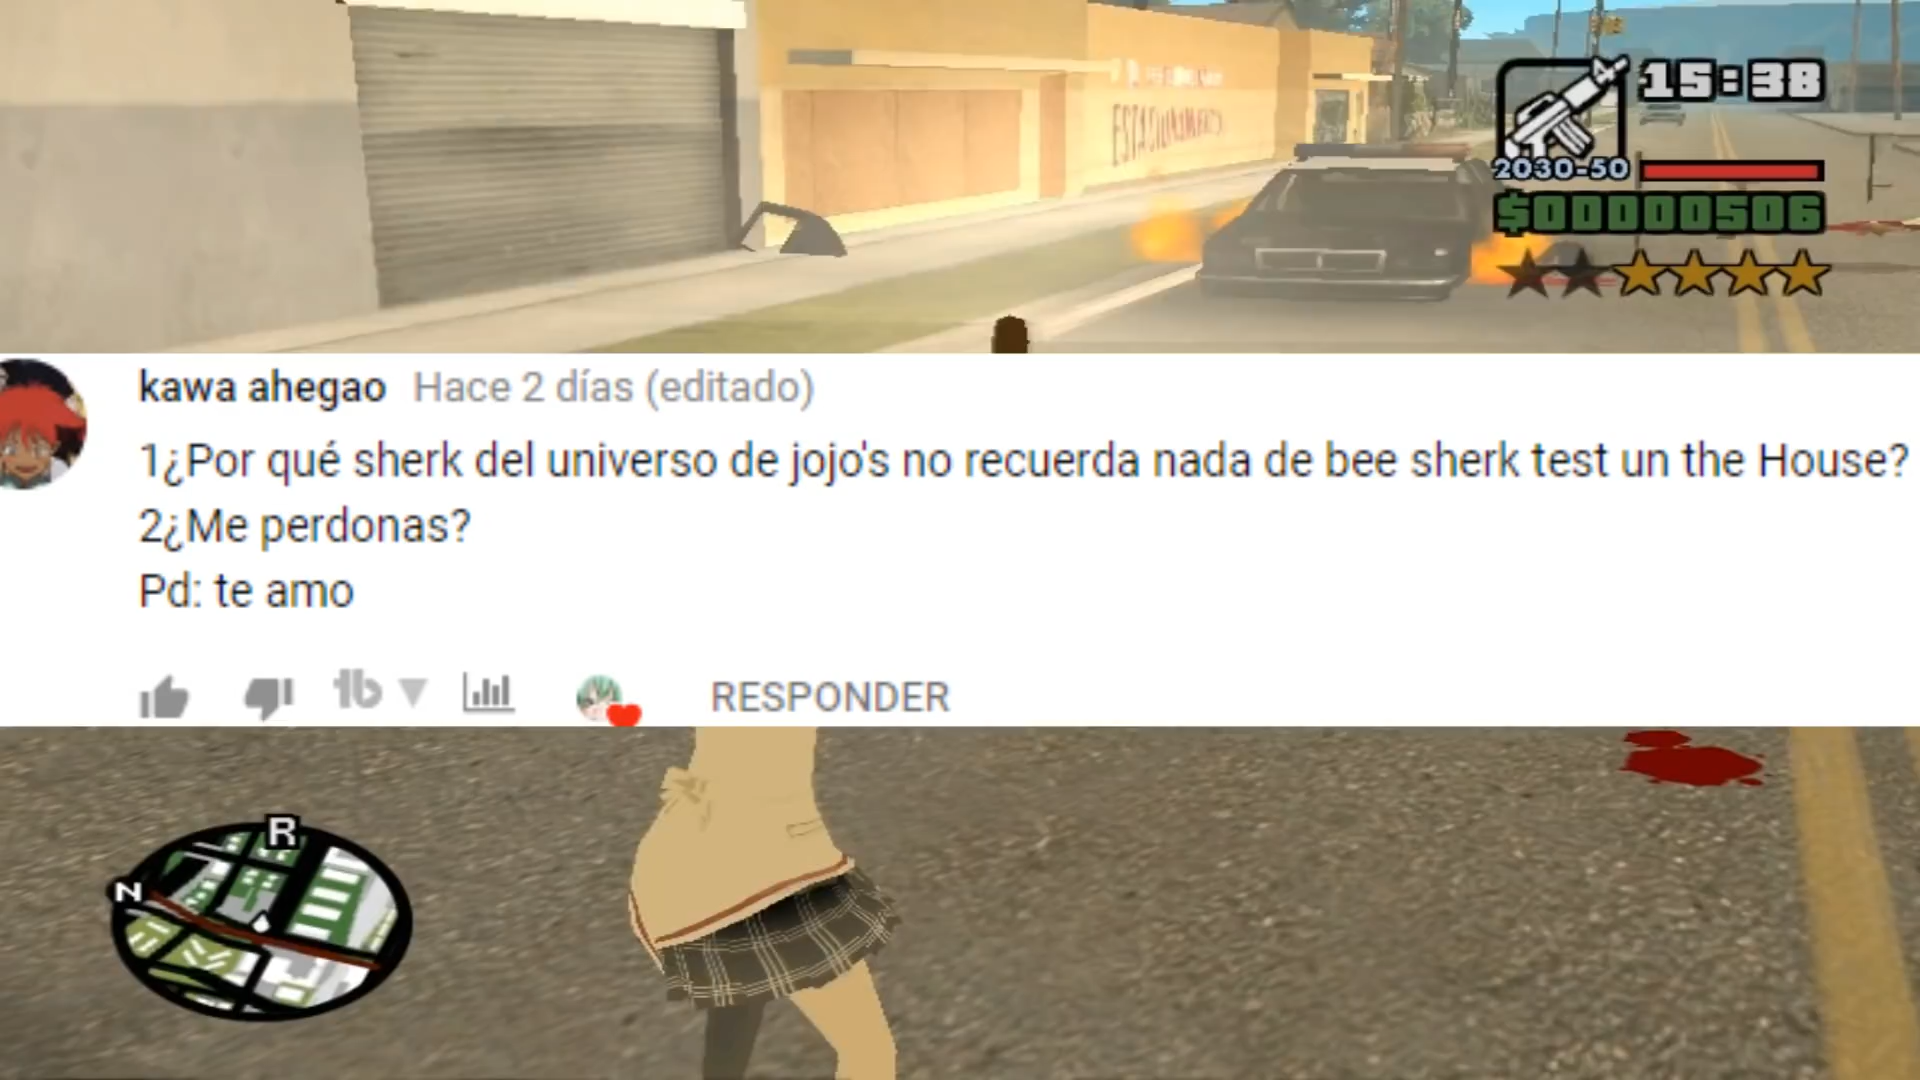 ESTACIONAMIENTO
15:38
2030-50
$00000506
kawa ahegao Hace 2 días (editado)
1¿Por qué sherk del universo de jojo's no recuerda nada de bee sherk test un the House?
2¿Me perdonas?
Pd: te amo
RESPONDER
R
N